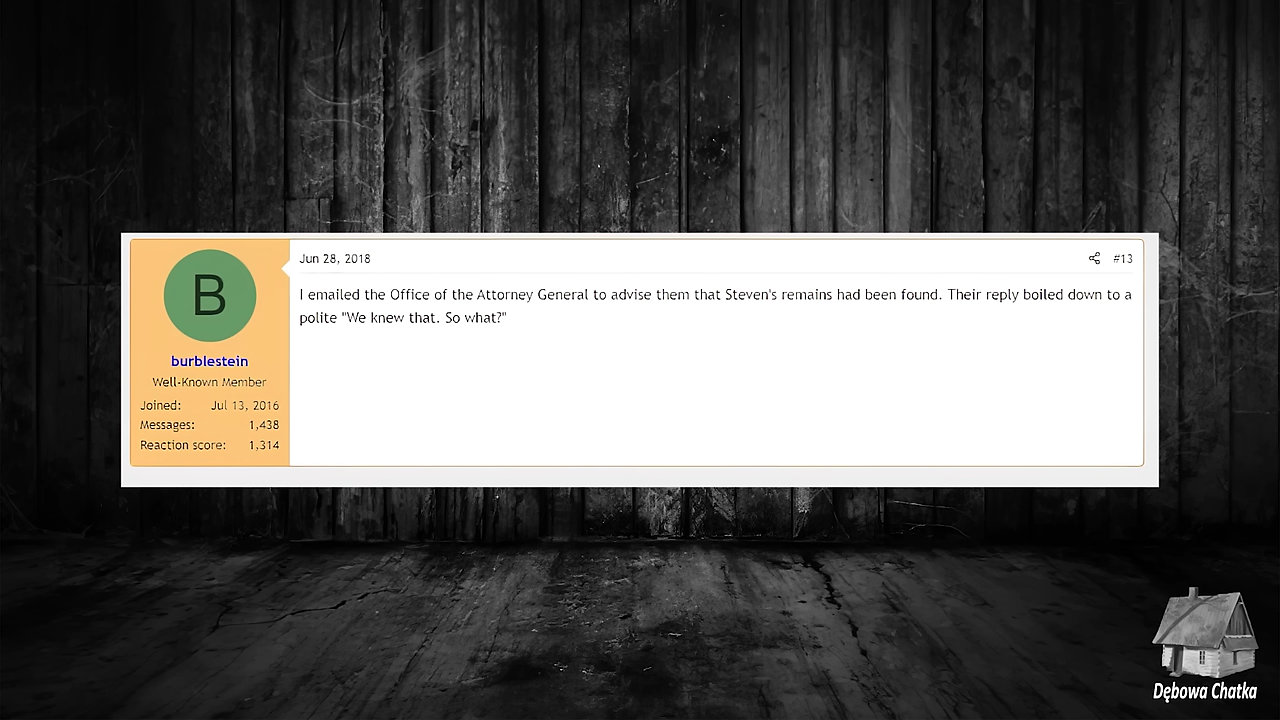 B
burblestein
Well-Known Member
Joined: Jul 13, 2016
Messages: 1,438
Reaction score: 1,314
Jun 28, 2018 #13
I emailed the Office of the Attorney General to advise them that Steven's remains had been found. Their reply boiled down to a
polite "We knew that. So what?"
Dębowa Chatka